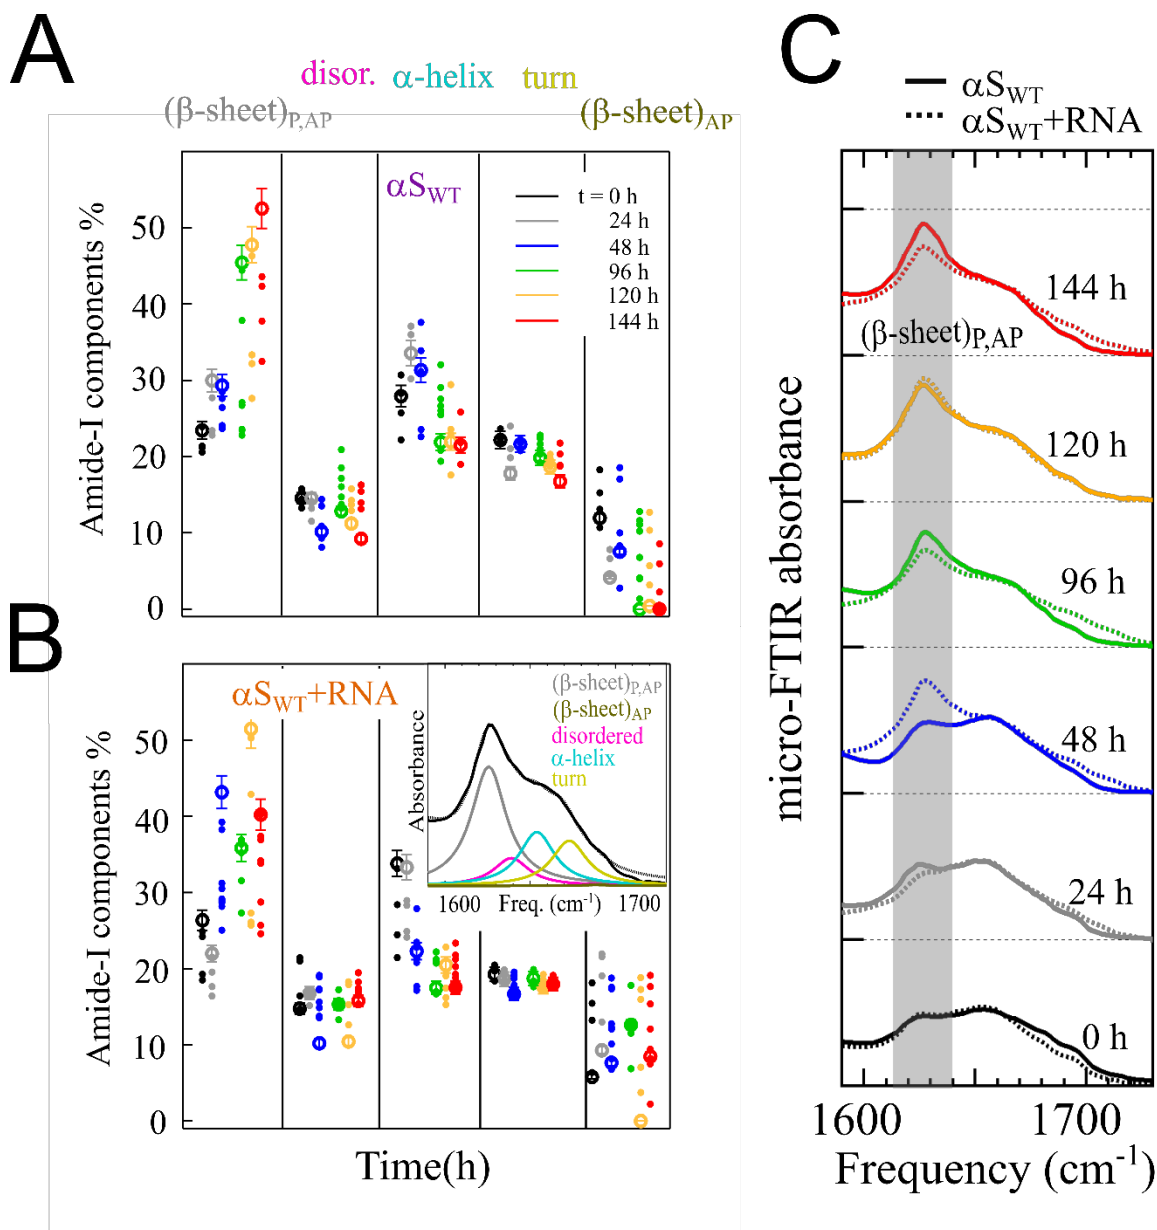 A
disor. α-helix turn
(β-sheet)P,AP (β-sheet)AP
αSWT
Amide-I components %
50
40
30
20
10
0
t = 0 h
24 h
48 h
96 h
120 h
144 h
B
αSWT+RNA
Amide-I components %
50
40
30
20
10
0
Time(h)
(β-sheet)P,AP
(β-sheet)AP
disordered
α-helix
turn
Absorbance
1600 Freq. (cm-1) 1700
C
αSWT
αSWT+RNA
micro-FTIR absorbance
144 h
(β-sheet)P,AP
120 h
96 h
48 h
24 h
0 h
1600 1700
Frequency (cm-1)